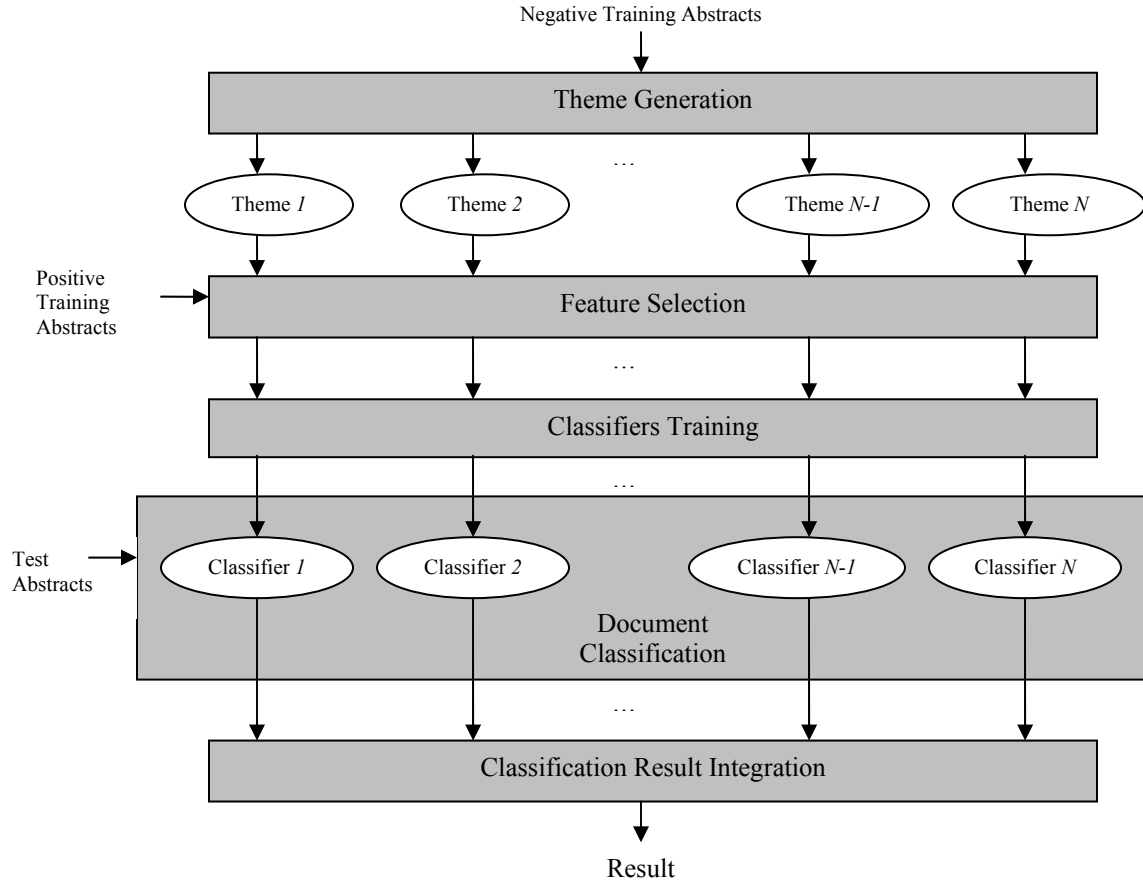 Negative Training Abstracts
Theme Generation
...
Theme 1
Theme 2
Theme N-1
Theme N
Positive
Training
Abstracts
Feature Selection
...
Classifiers Training
...
Test
Abstracts
Classifier 1
Classifier 2
Classifier N-1
Classifier N
Document
Classification
...
Classification Result Integration
Result